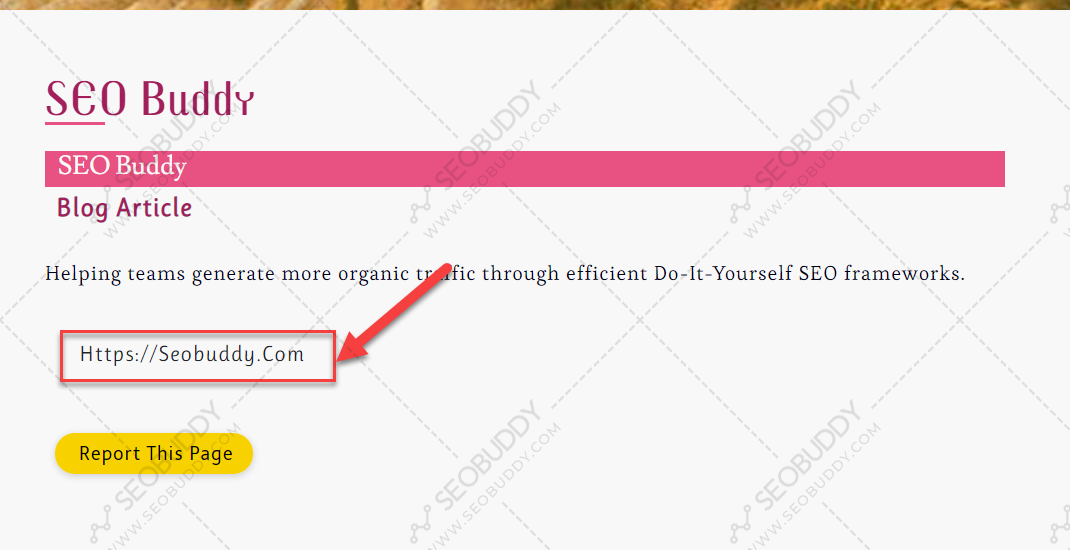 SEO Buddy
SEO Buddy
Blog Article
Helping teams generate more organic traffic through efficient Do-It-Yourself SEO frameworks.
Https://Seobuddy.Com
Report This Page
SEOBUDDY
WWW.SEOBUDDY.COM